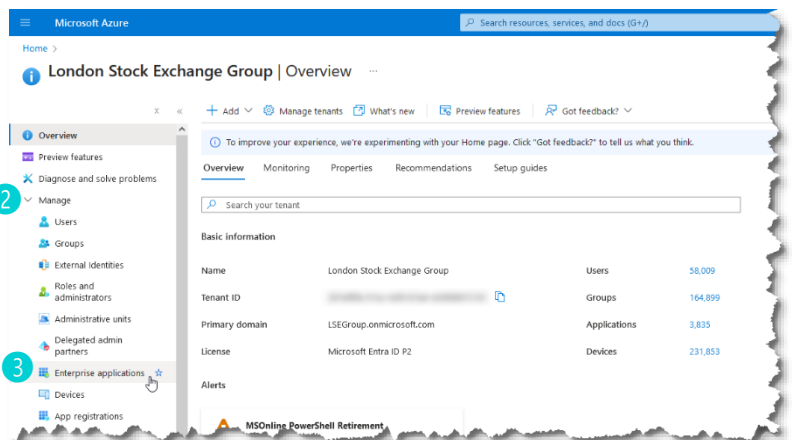 Microsoft Azure
Search resources, services, and docs (G+/)
Home >
London Stock Exchange Group | Overview ...
+ Add Manage tenants What's new Preview features Got feedback?
To improve your experience, we're experimenting with your Home page. Click "Got feedback?" to tell us what you think.
Overview
Preview features
Diagnose and solve problems
2 Manage
Users
Groups
External Identities
Roles and
administrators
Administrative units
Delegated admin
partners
3 Enterprise applications
Devices
App registrations
Overview Monitoring Properties Recommendations Setup guides
Search your tenant
Basic information
Name London Stock Exchange Group Users 58,009
Tenant ID Groups 164,899
Primary domain LSEGroup.onmicrosoft.com Applications 3,835
License Microsoft Entra ID P2 Devices 231,853
Alerts
MSOnline PowerShell Retirement